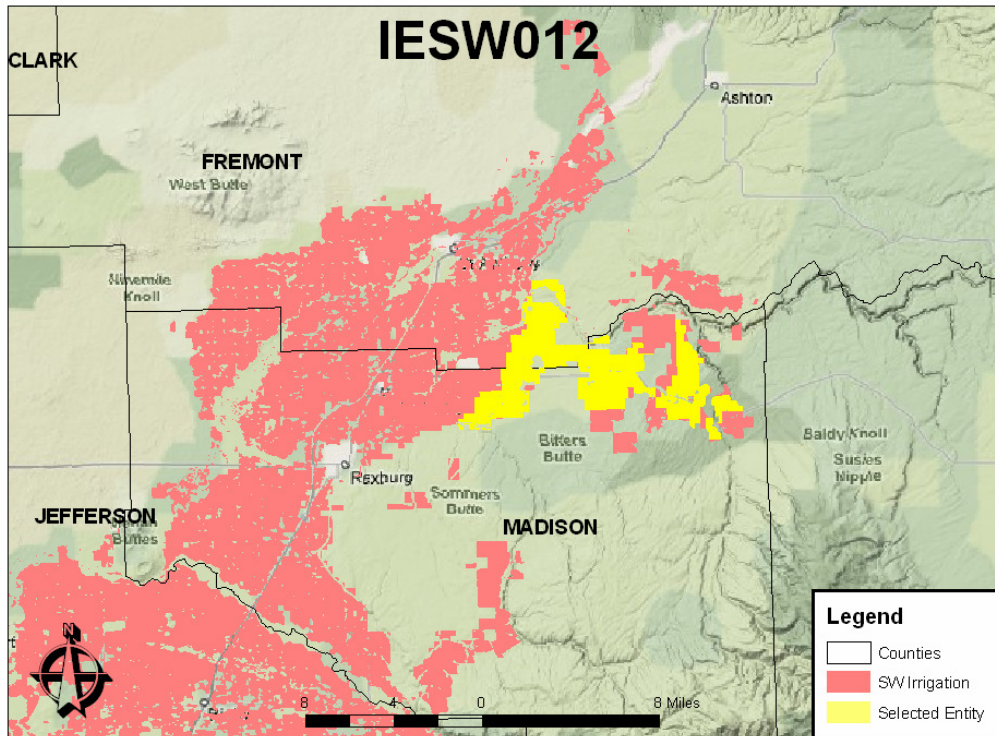 IESW012
CLARK
Ashton
FREMONT
West Butte
Ninemile
Knoll
Bitters
Butte
Baldy Knoll
Susies
Nipple
Rexburg
Sommers
Butte
JEFFERSON
Buttes
MADISON
N
8 4 0 8 Miles
Legend
Counties
SW Irrigation
Selected Entity